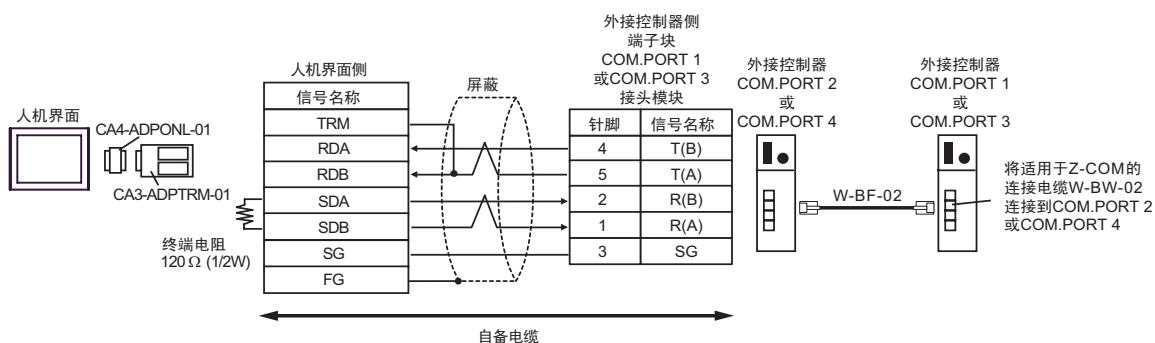 人机界面
CA4-ADPONL-01
CA3-ADPTRM-01
终端电阻
120Ω (1/2W)
人机界面侧
信号名称
TRM
RDA
RDB
SDA
SDB
SG
FG
屏蔽
外接控制器侧
端子块
COM.PORT 1
或COM.PORT 3
接头模块
针脚 信号名称
4 T(B)
5 T(A)
2 R(B)
1 R(A)
3 SG
自备电缆
外接控制器
COM.PORT 2
或
COM.PORT 4
W-BF-02
外接控制器
COM.PORT 1
或
COM.PORT 3
将适用于Z-COM的
连接电缆W-BW-02
连接到COM.PORT 2
或COM.PORT 4